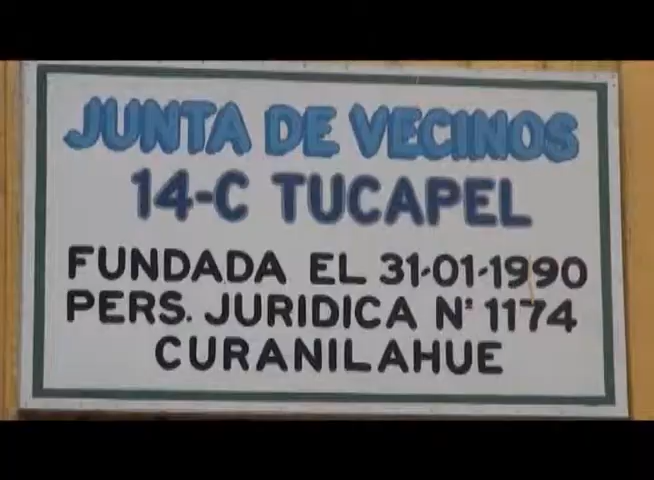 JUNTA DE VECINOS
14-C TUCAPEL
FUNDADA EL 31-01-1990
PERS. JURIDICA N° 1174
CURANILAHUE